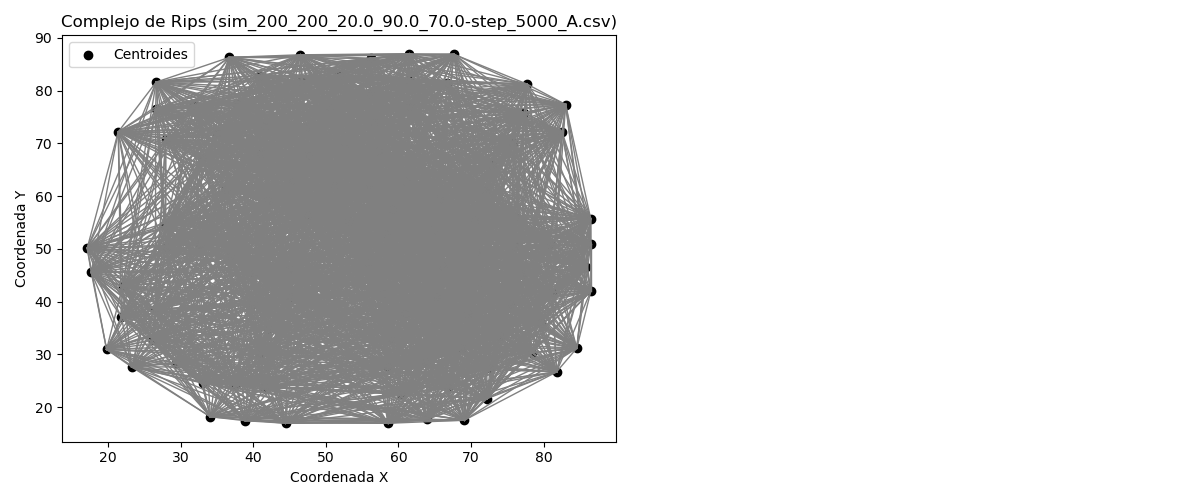 Complejo de Rips (sim_200_200_20.0_90.0_70.0-step_5000_A.csv)
Centroides
90
80
70
60
50
40
30
20
Coordenada Y
20 30 40 50 60 70 80
Coordenada X